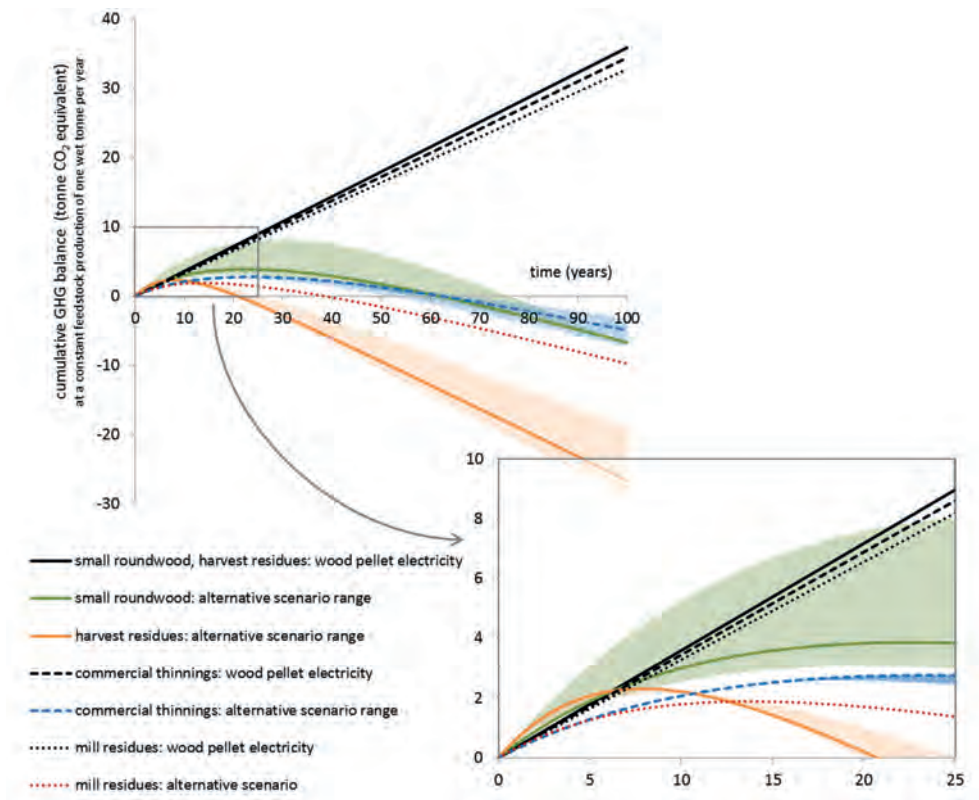 cumulative GHG balance (tonne CO₂ equivalent)
at a constant feedstock production of one wet tonne per year
40
30
20
10
0
-10
-20
-30
time (years)
0 10 20 30 40 50 60 70 80 90 100
small roundwood, harvest residues: wood pellet electricity
small roundwood: alternative scenario range
harvest residues: alternative scenario range
commercial thinnings: wood pellet electricity
commercial thinnings: alternative scenario range
mill residues: wood pellet electricity
mill residues: alternative scenario
10
8
6
4
2
0
0 5 10 15 20 25